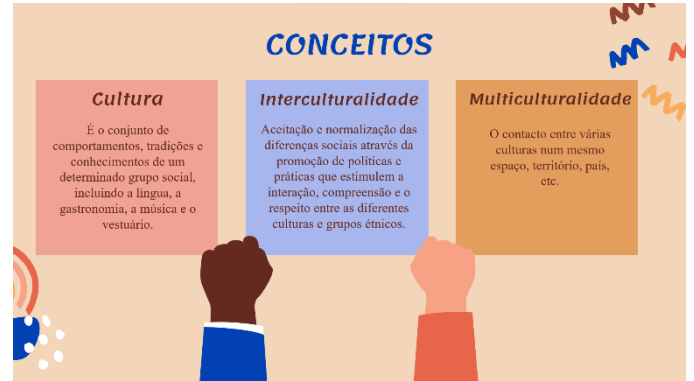 CONCEITOS
Cultura
É o conjunto de
comportamentos, tradições e
conhecimentos de um
determinado grupo social,
incluindo a língua, a
gastronomia, a música e o
vestuário.
Interculturalidade
Aceitação e normalização das
diferenças sociais através da
promoção de políticas e
práticas que estimulem a
interação, compreensão e o
respeito entre as diferentes
culturas e grupos étnicos.
Multiculturalidade
O contacto entre várias
culturas num mesmo
espaço, território, país,
etc.